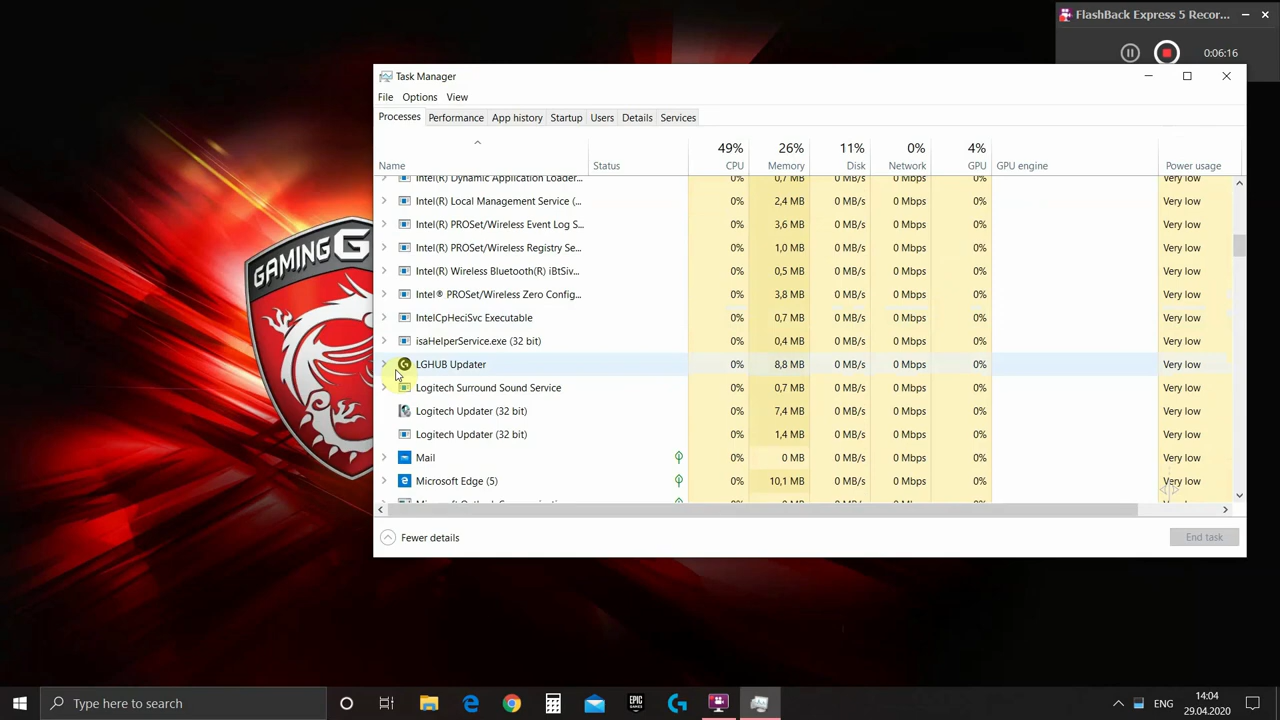 FlashBack Express 5 Recor...
0:06:16
Task Manager
File Options View
Processes Performance App history Startup Users Details Services
49% 26% 11% 0% 4%
Name Status CPU Memory Disk Network GPU GPU engine Power usage
Intel(R) Dynamic Application Loader... 0% 0,7 MB 0 MB/s 0 Mbps 0% Very low
Intel(R) Local Management Service (... 0% 2,4 MB 0 MB/s 0 Mbps 0% Very low
Intel(R) PROSet/Wireless Event Log S... 0% 3,6 MB 0 MB/s 0 Mbps 0% Very low
Intel(R) PROSet/Wireless Registry Se... 0% 1,0 MB 0 MB/s 0 Mbps 0% Very low
Intel(R) Wireless Bluetooth(R) iBtSiv... 0% 0,5 MB 0 MB/s 0 Mbps 0% Very low
Intel® PROSet/Wireless Zero Config... 0% 3,8 MB 0 MB/s 0 Mbps 0% Very low
IntelCpHeciSvc Executable 0% 0,7 MB 0 MB/s 0 Mbps 0% Very low
isaHelperService.exe (32 bit) 0% 0,4 MB 0 MB/s 0 Mbps 0% Very low
LGHUB Updater 0% 8,8 MB 0 MB/s 0 Mbps 0% Very low
Logitech Surround Sound Service 0% 0,7 MB 0 MB/s 0 Mbps 0% Very low
Logitech Updater (32 bit) 0% 7,4 MB 0 MB/s 0 Mbps 0% Very low
Logitech Updater (32 bit) 0% 1,4 MB 0 MB/s 0 Mbps 0% Very low
Mail 0% 0 MB 0 MB/s 0 Mbps 0% Very low
Microsoft Edge (5) 0% 10,1 MB 0 MB/s 0 Mbps 0% Very low
Fewer details
End task
GAMING G
Type here to search
EPIC GAMES
ENG
14:04
29.04.2020